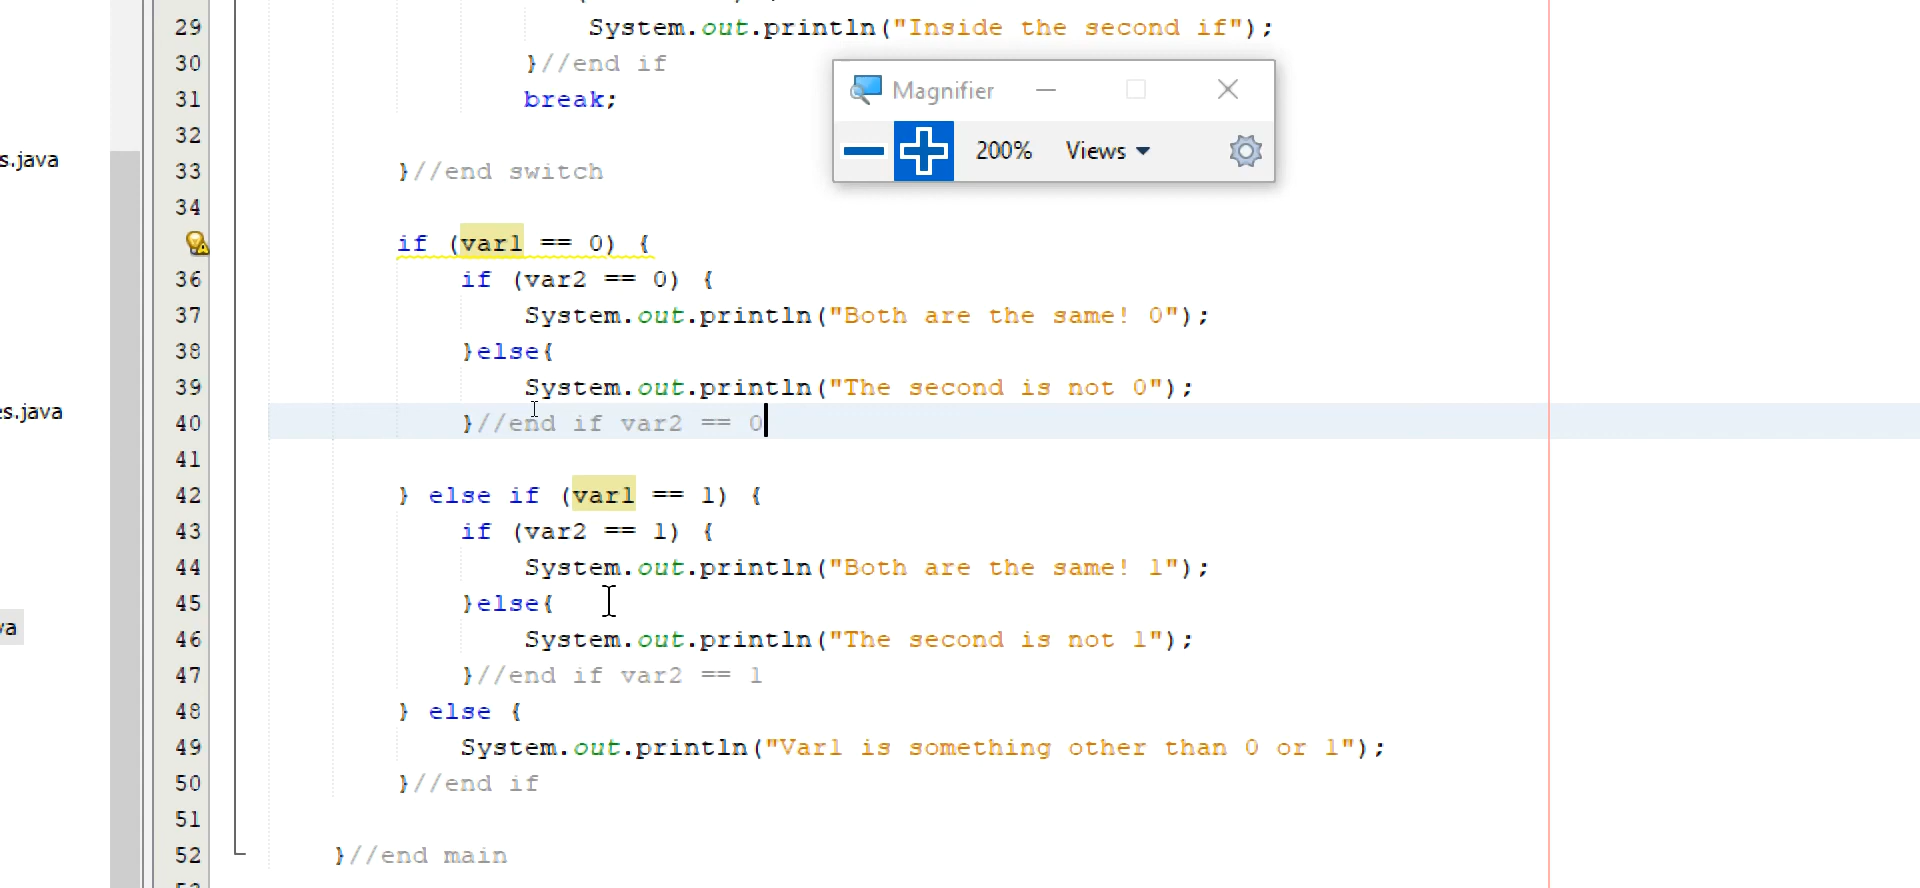 29 System.out.println("Inside the second if");
30 }//end if
31 break;
32
33 }//end switch
34
if (var1 == 0) {
36 if (var2 == 0) {
37 System.out.println("Both are the same! 0");
38 }else{
39 System.out.println("The second is not 0");
40 }//end if var2 == 0
41
42 } else if (var1 == 1) {
43 if (var2 == 1) {
44 System.out.println("Both are the same! 1");
45 }else{
46 System.out.println("The second is not 1");
47 }//end if var2 == 1
48 } else {
49 System.out.println("Var1 is something other than 0 or 1");
50 }//end if
51
52 }//end main
Magnifier
200% Views
s.java
es.java
va